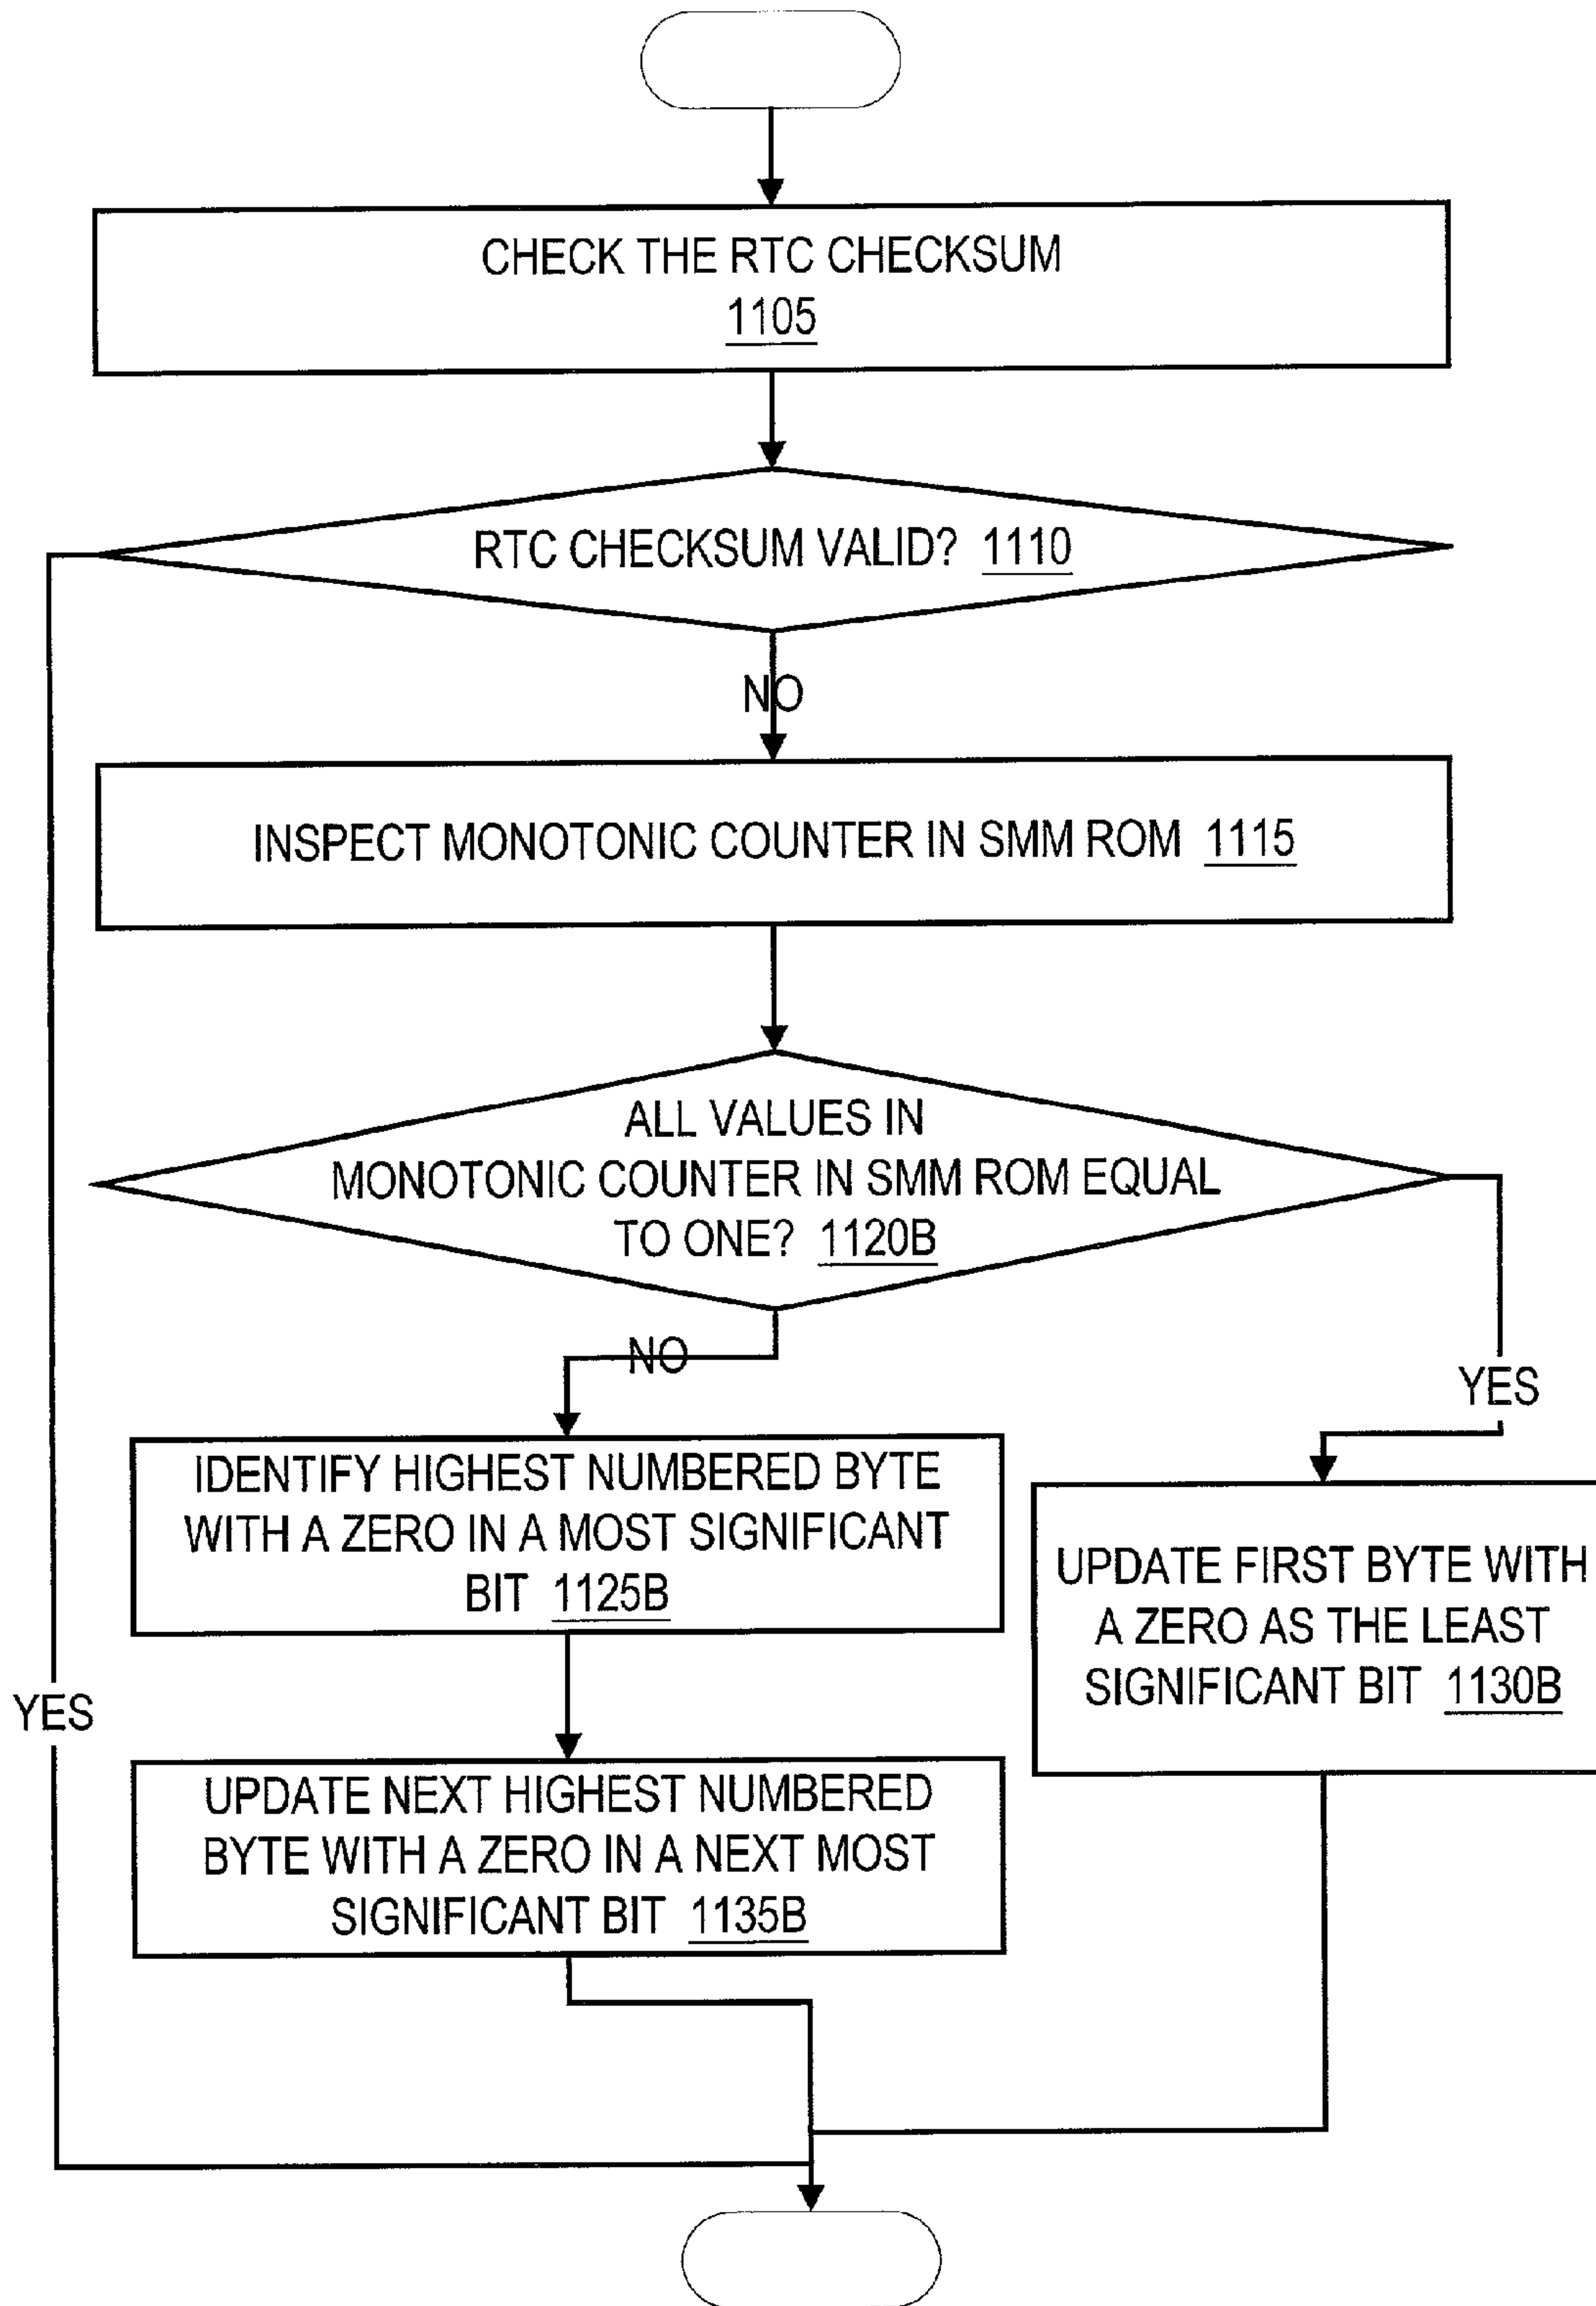 CHECK THE RTC CHECKSUM
1105
RTC CHECKSUM VALID? 1110
NO
INSPECT MONOTONIC COUNTER IN SMM ROM 1115
ALL VALUES IN
MONOTONIC COUNTER IN SMM ROM EQUAL
TO ONE? 1120B
NO
YES
IDENTIFY HIGHEST NUMBERED BYTE
WITH A ZERO IN A MOST SIGNIFICANT
BIT 1125B
UPDATE FIRST BYTE WITH
A ZERO AS THE LEAST
SIGNIFICANT BIT 1130B
YES
UPDATE NEXT HIGHEST NUMBERED
BYTE WITH A ZERO IN A NEXT MOST
SIGNIFICANT BIT 1135B